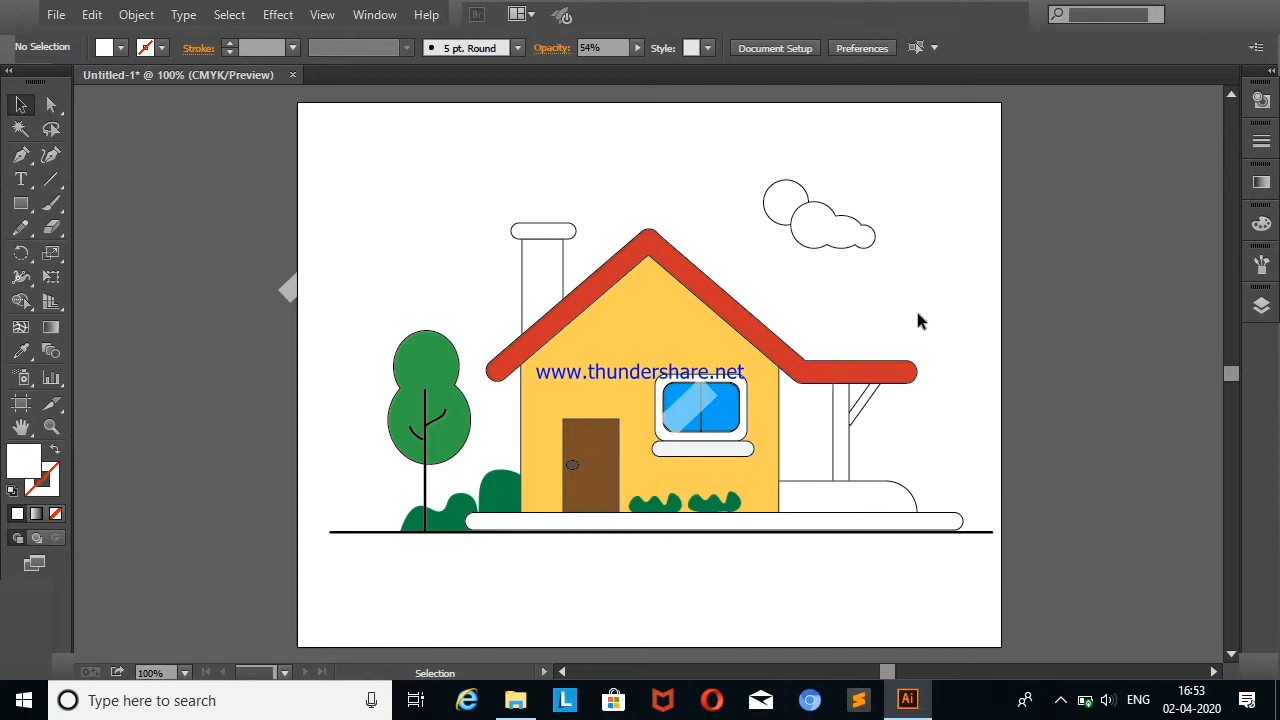 File Edit Object Type Select Effect View Window Help Br
No Selection Stroke: 5 pt. Round Opacity: 54% Style: Document Setup Preferences
Untitled-1* @ 100% (CMYK/Preview) ×
T
www.thundershare.net
100% Selection
Type here to search L Ai ENG 16:53
02-04-2020